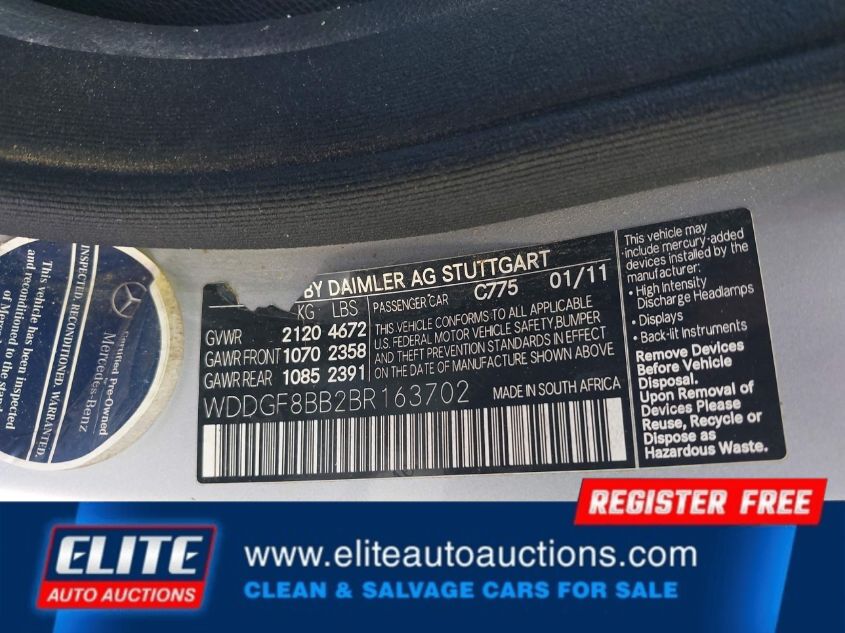 INSPECTED. RECONDITIONED. WARRANTED.
Certified Pre-Owned
Mercedes-Benz
This vehicle has been inspected
BY DAIMLER AG STUTTGART
KG LBS PASSENGER CAR C775 01/11
GVWR 2120 4672
GAWR FRONT 1070 2358
GAWR REAR 1085 2391
THIS VEHICLE CONFORMS TO ALL APPLICABLE
U.S. FEDERAL MOTOR VEHICLE SAFETY,BUMPER
AND THEFT PREVENTION STANDARDS IN EFFECT
ON THE DATE OF MANUFACTURE SHOWN ABOVE
MADE IN SOUTH AFRICA
WDDGF8BB2BR163702
This vehicle may
include mercury-added
devices installed by the
manufacturer:
• High Intensity
Discharge Headlamps
• Displays
• Back-lit Instruments
Remove Devices
Before Vehicle
Disposal.
Upon Removal of
Devices Please
Reuse, Recycle or
Dispose as
Hazardous Waste.
REGISTER FREE
ELITE
AUTO AUCTIONS
www.eliteautoauctions.com
CLEAN & SALVAGE CARS FOR SALE